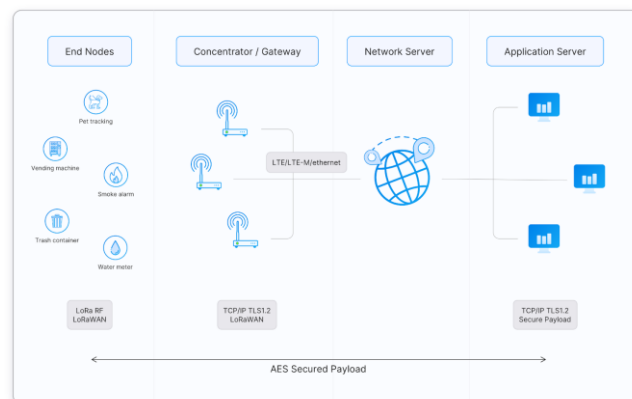 End Nodes
Concentrator / Gateway
Network Server
Application Server
Pet tracking
Vending machine
Smoke alarm
Trash container
Water meter
LTE/LTE-M/ethernet
LoRa RF
LoRaWAN
TCP/IP TLS1.2
LoRaWAN
TCP/IP TLS1.2
Secure Payload
AES Secured Payload